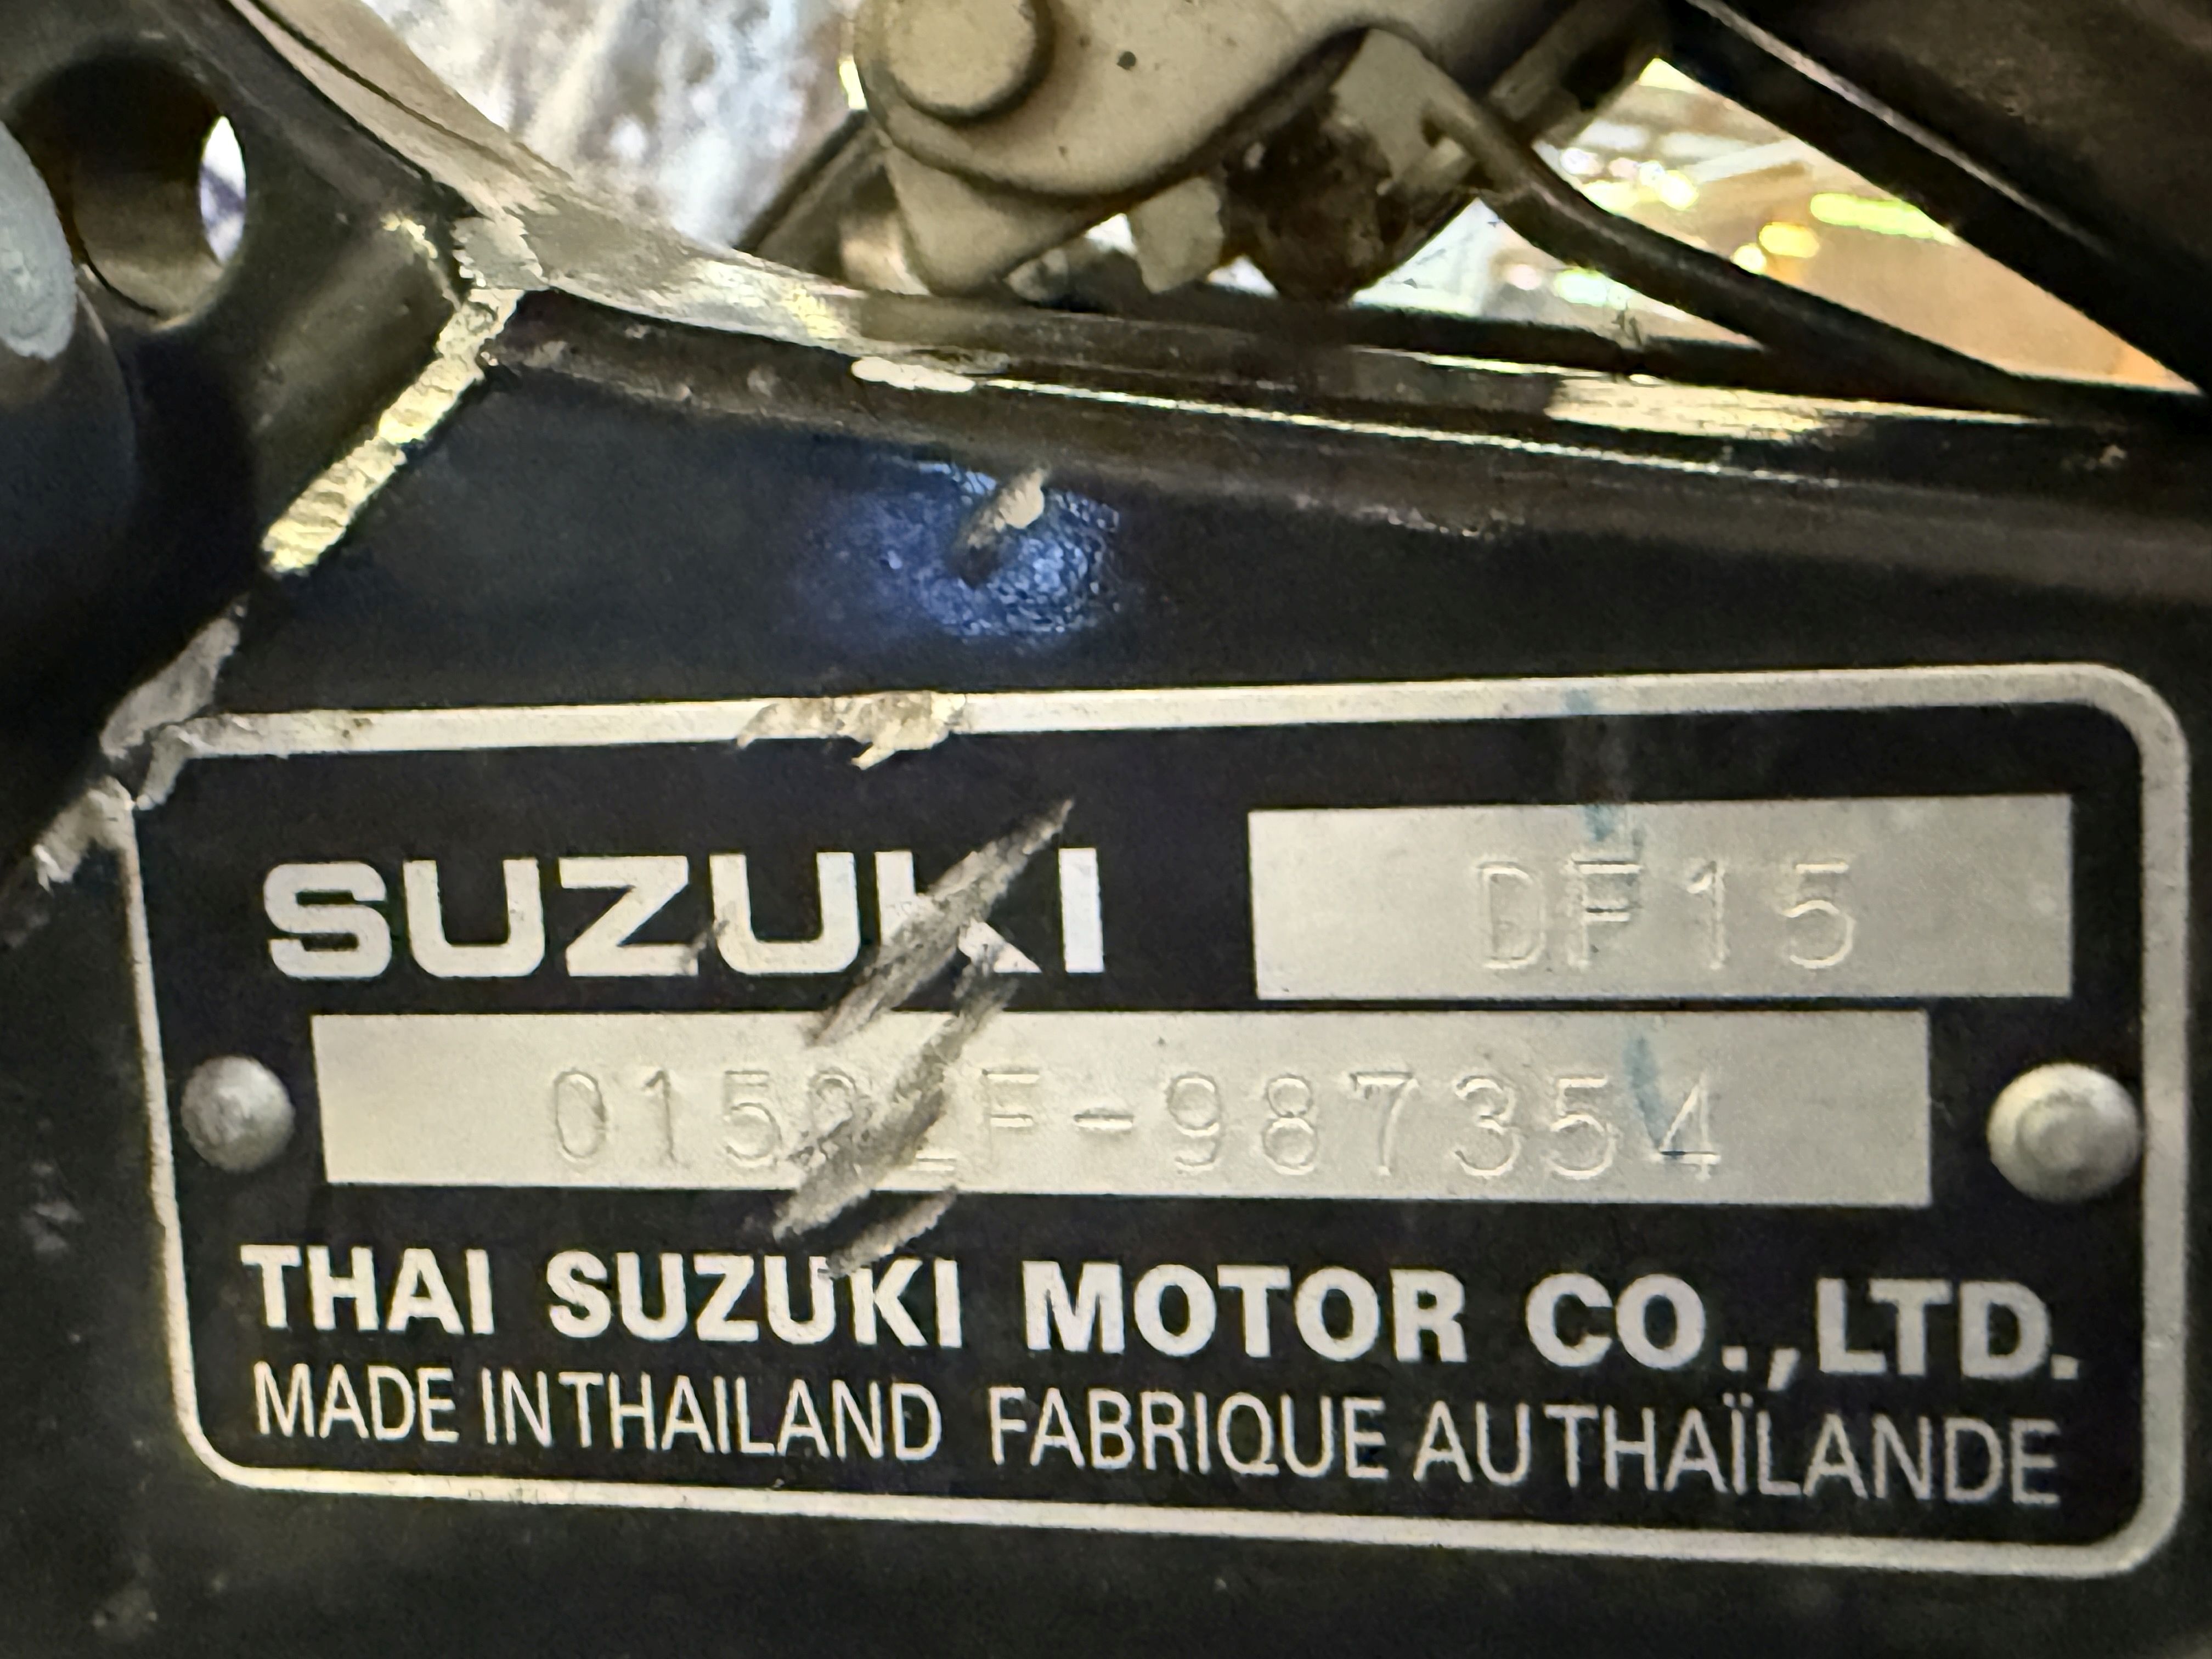 SUZUKI
DF15
THAI SUZUKI MOTOR CO.,LTD.
MADE IN THAILAND FABRIQUE AU THAÏLANDE